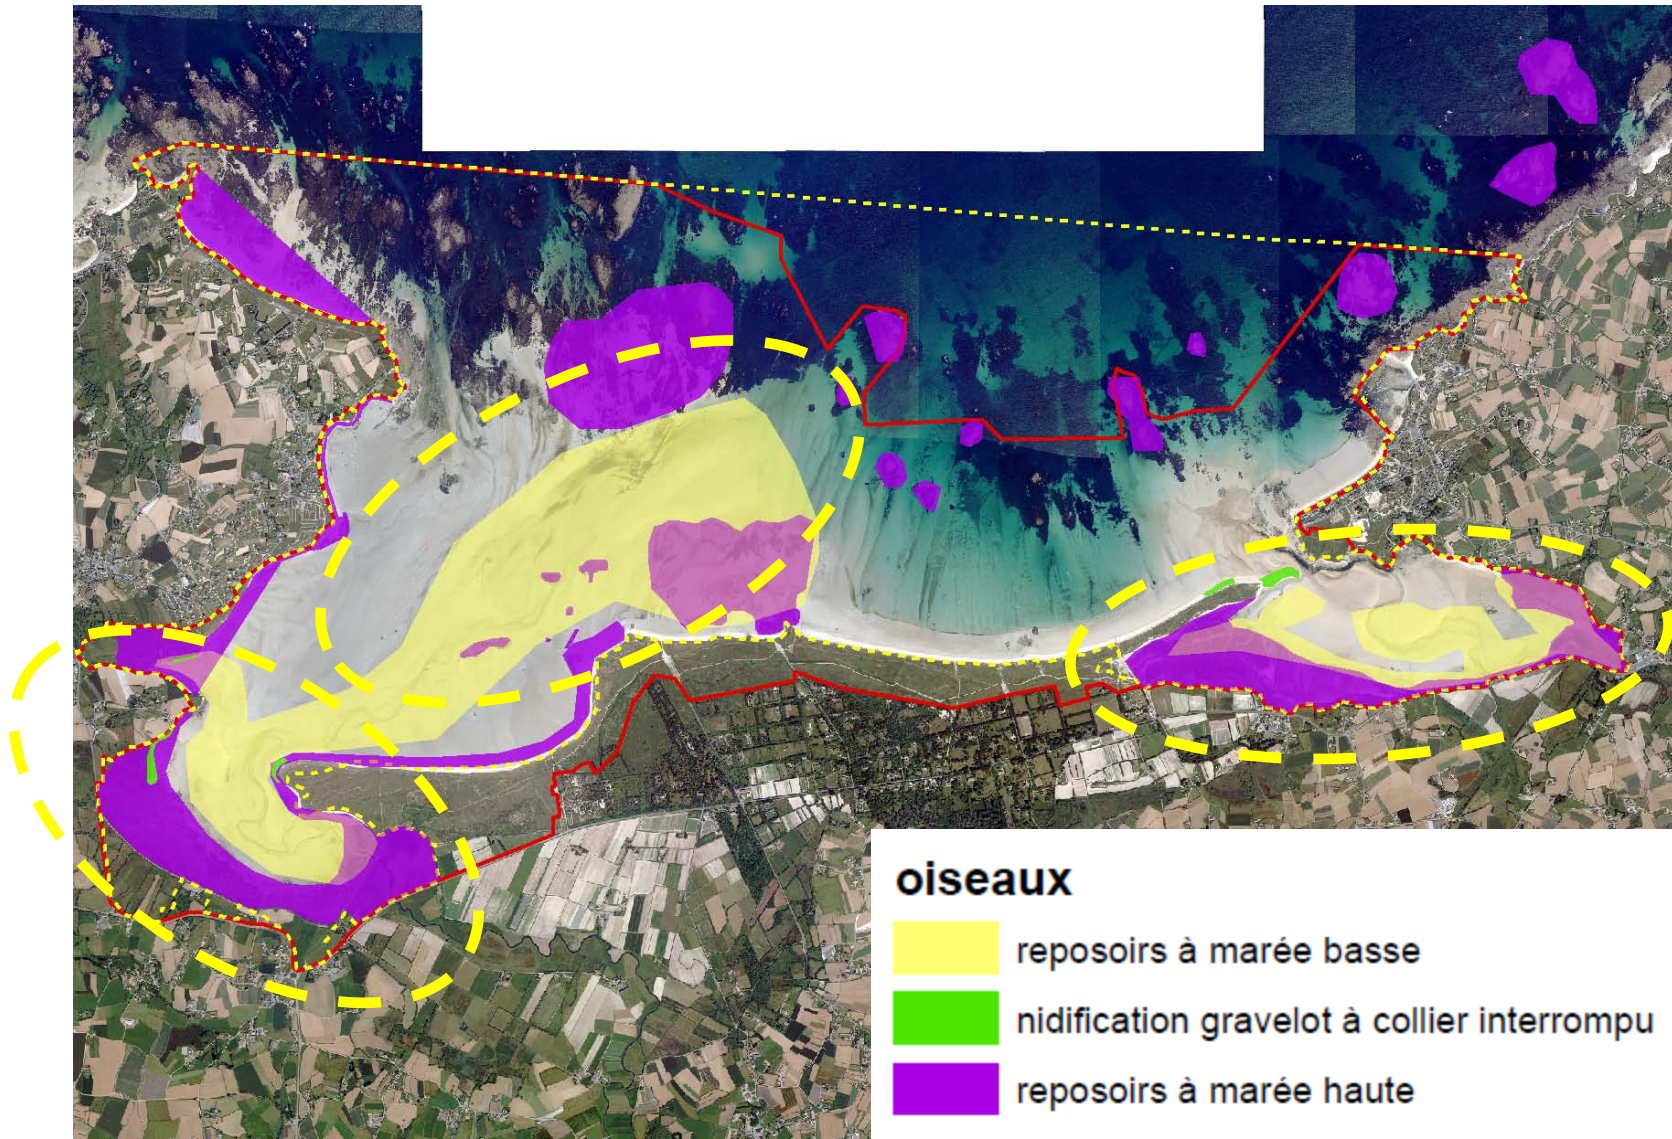 oiseaux
reposoirs à marée basse
nidification gravelot à collier interrompu
reposoirs à marée haute